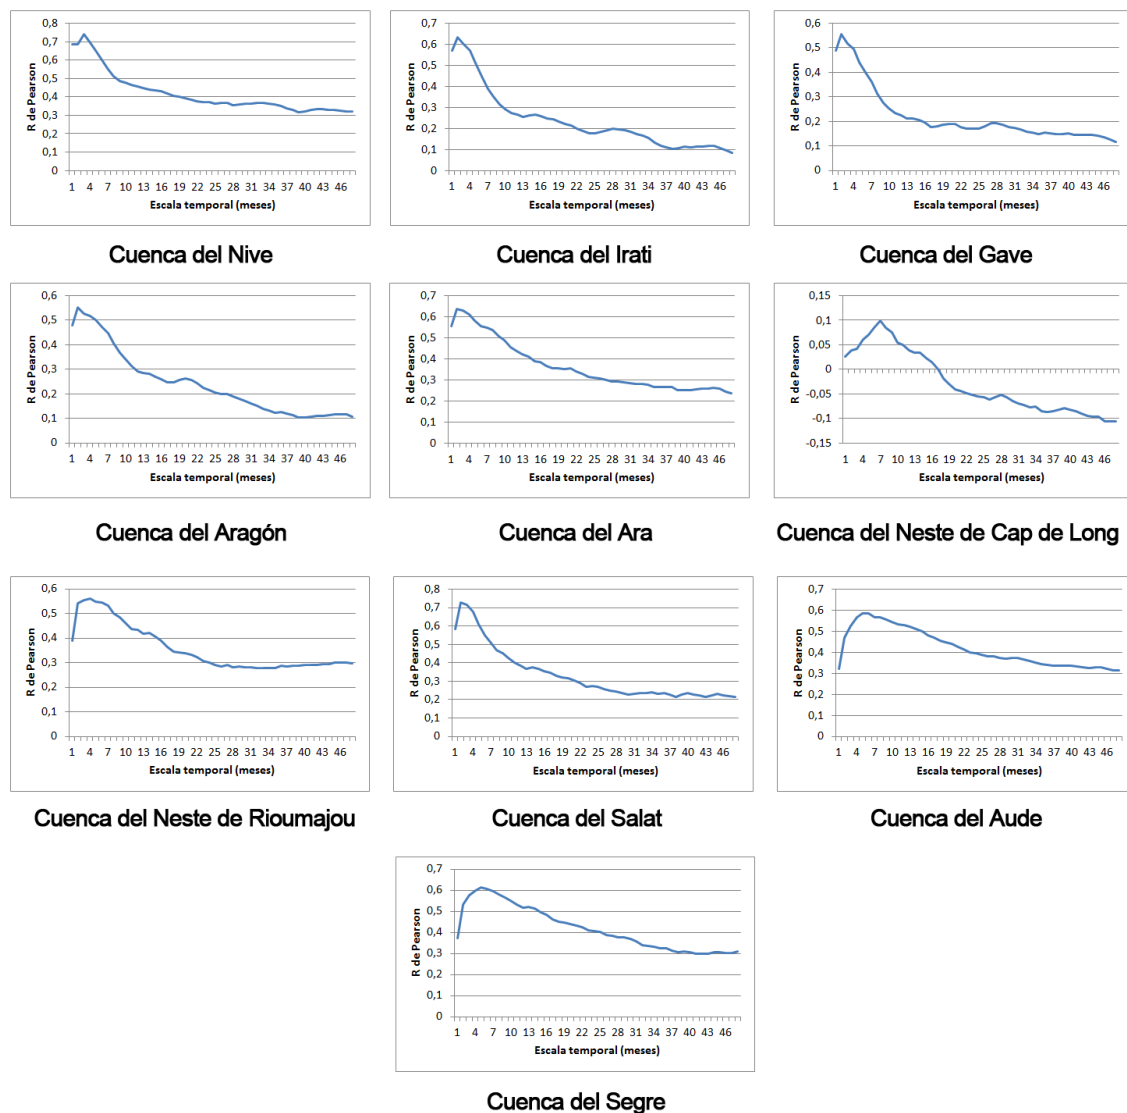 0,8
0,7
0,6
0,5
0,4
0,3
0,2
0,1
0
R de Pearson
1 4 7 10 13 16 19 22 25 28 31 34 37 40 43 46
Escala temporal (meses)
Cuenca del Nive
0,7
0,6
0,5
0,4
0,3
0,2
0,1
0
R de Pearson
1 4 7 10 13 16 19 22 25 28 31 34 37 40 43 46
Escala temporal (meses)
Cuenca del Irati
0,6
0,5
0,4
0,3
0,2
0,1
0
R de Pearson
1 4 7 10 13 16 19 22 25 28 31 34 37 40 43 46
Escala temporal (meses)
Cuenca del Gave
0,6
0,5
0,4
0,3
0,2
0,1
0
R de Pearson
1 4 7 10 13 16 19 22 25 28 31 34 37 40 43 46
Escala temporal (meses)
Cuenca del Aragón
0,7
0,6
0,5
0,4
0,3
0,2
0,1
0
R de Pearson
1 4 7 10 13 16 19 22 25 28 31 34 37 40 43 46
Escala temporal (meses)
Cuenca del Ara
0,15
0,1
0,05
0
-0,05
-0,1
-0,15
R de Pearson
1 4 7 10 13 16 19 22 25 28 31 34 37 40 43 46
Escala temporal (meses)
Cuenca del Neste de Cap de Long
0,6
0,5
0,4
0,3
0,2
0,1
0
R de Pearson
1 4 7 10 13 16 19 22 25 28 31 34 37 40 43 46
Escala temporal (meses)
Cuenca del Neste de Rioumajou
0,8
0,7
0,6
0,5
0,4
0,3
0,2
0,1
0
R de Pearson
1 4 7 10 13 16 19 22 25 28 31 34 37 40 43 46
Escala temporal (meses)
Cuenca del Salat
0,7
0,6
0,5
0,4
0,3
0,2
0,1
0
R de Pearson
1 4 7 10 13 16 19 22 25 28 31 34 37 40 43 46
Escala temporal (meses)
Cuenca del Aude
0,7
0,6
0,5
0,4
0,3
0,2
0,1
0
R de Pearson
1 4 7 10 13 16 19 22 25 28 31 34 37 40 43 46
Escala temporal (meses)
Cuenca del Segre